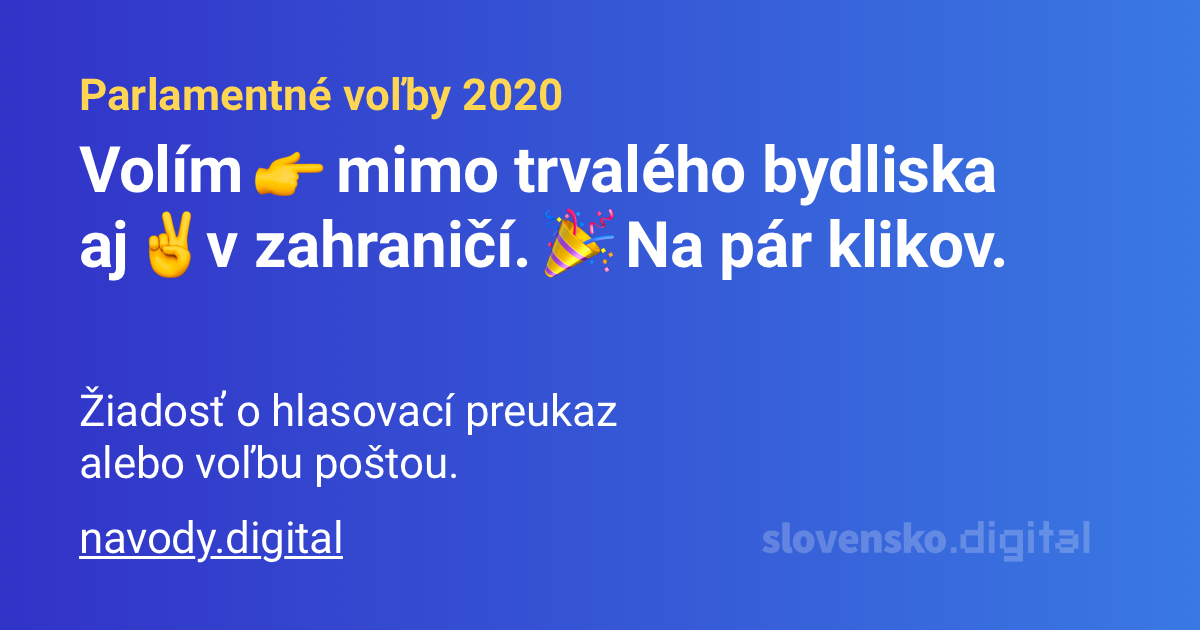 Parlamentné voľby 2020
Volím 👉 mimo trvalého bydliska
aj ✌️ v zahraničí. 🎉 Na pár klikov.
Žiadosť o hlasovací preukaz
alebo voľbu poštou.
navody.digital
slovensko.digital